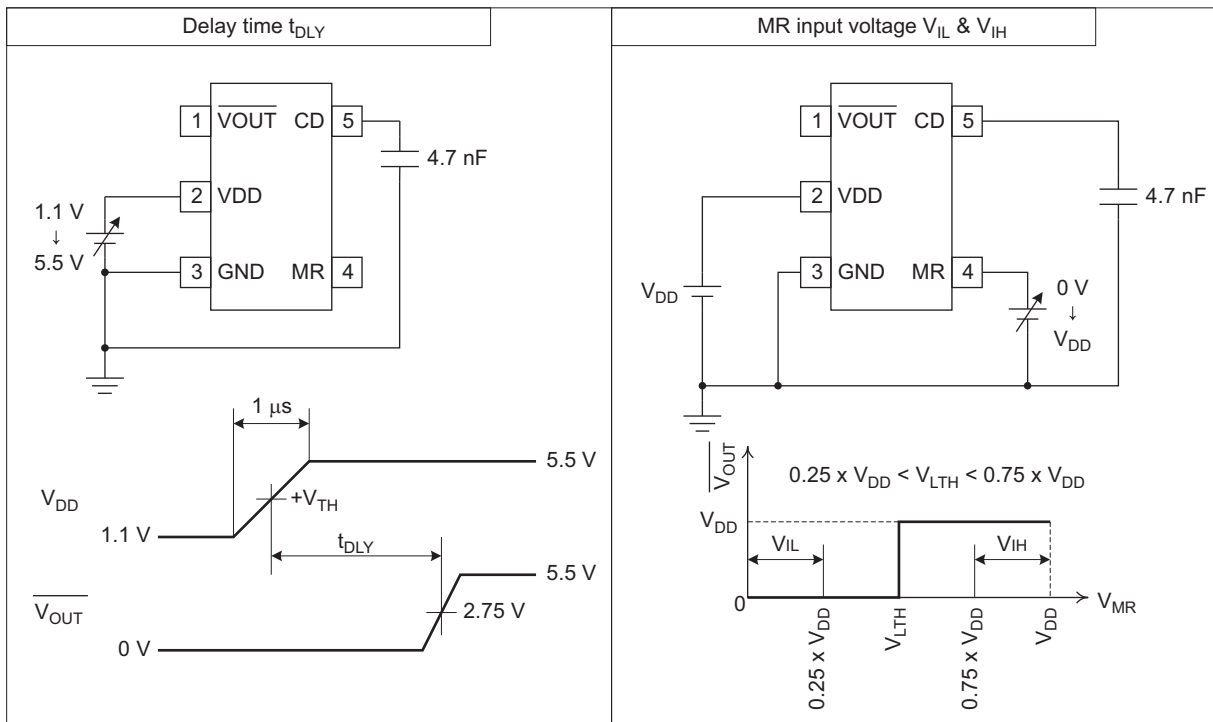 Delay time tDLY
1 VOUT CD 5
4.7 nF
2 VDD
1.1 V
↓
5.5 V
3 GND MR 4
1 μs
5.5 V
VDD
+VTH
1.1 V
tDLY
5.5 V
VOUT
2.75 V
0 V
MR input voltage VIL & VIH
1 VOUT CD 5
2 VDD
4.7 nF
3 GND MR 4
VDD
0 V
↓
VDD
VOUT
0.25 x VDD < VLTH < 0.75 x VDD
VDD
VIL
VIH
0
VMR
0.25 x VDD
VLTH
0.75 x VDD
VDD